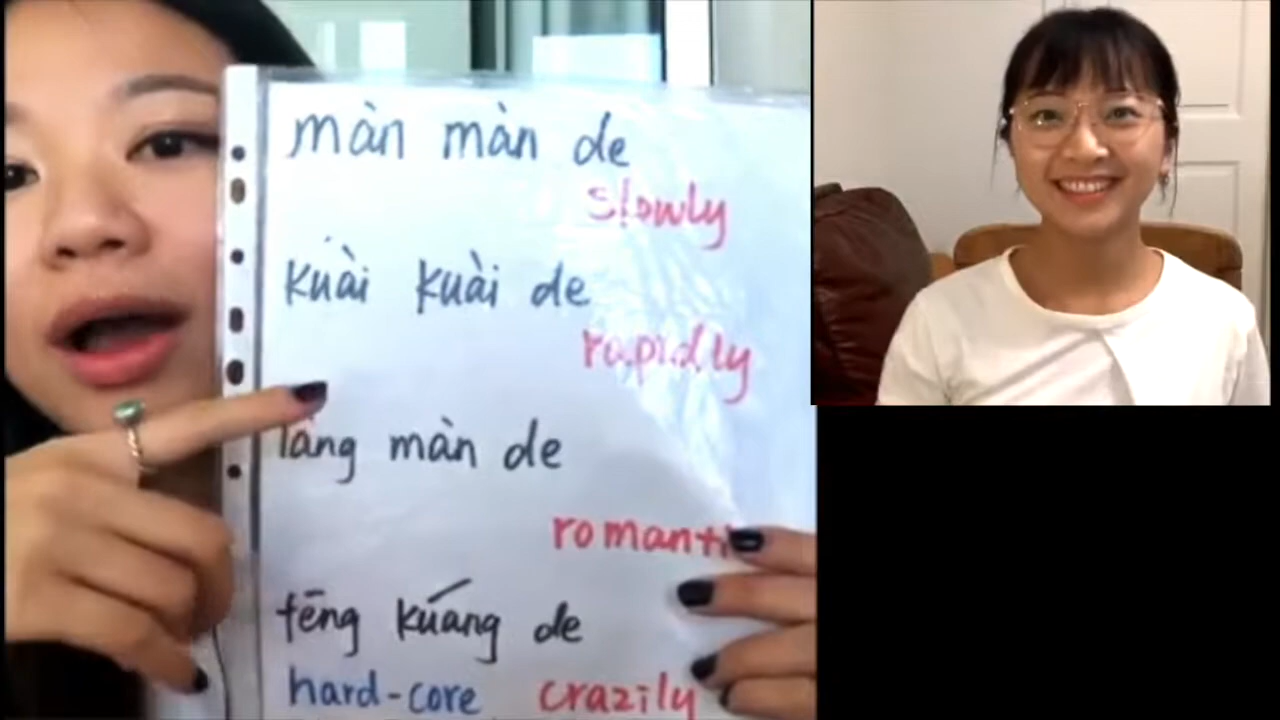 màn màn de
slowly
kuài kuài de
rapidly
làng màn de
romanti
fēng kuáng de
hard-core crazily